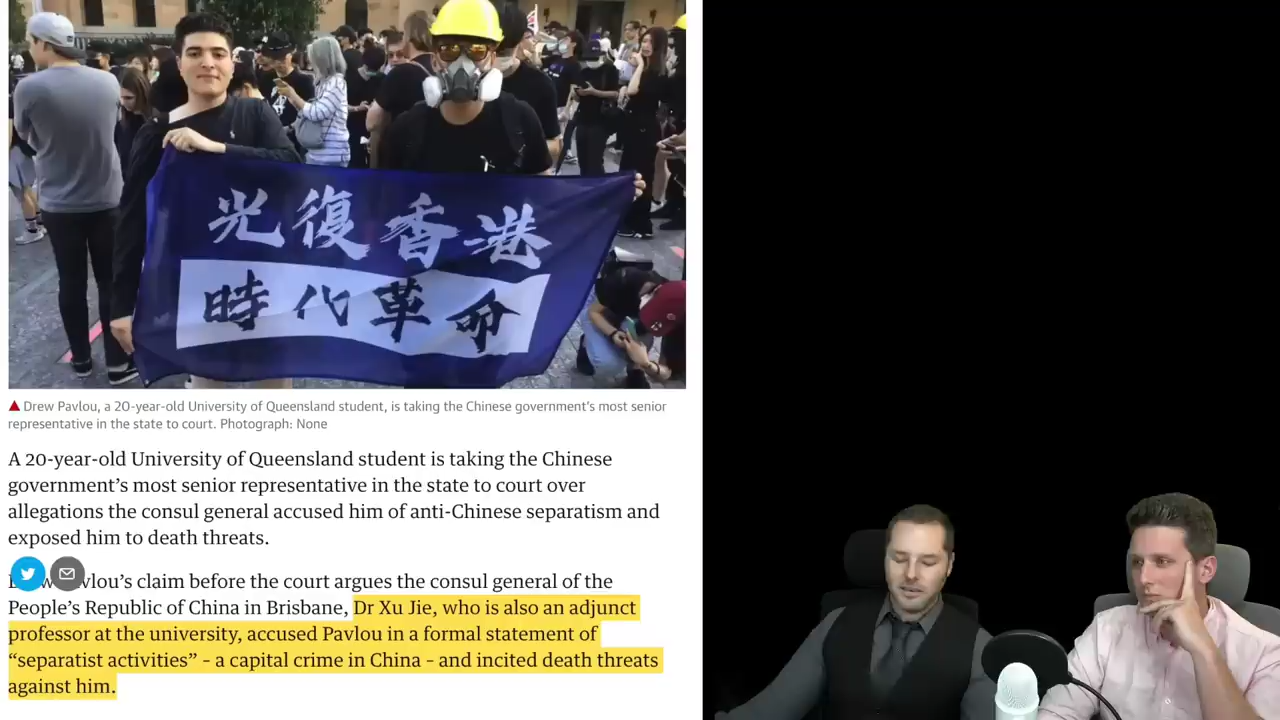 光復香港
時代革命
Drew Pavlou, a 20-year-old University of Queensland student, is taking the Chinese government's most senior
representative in the state to court. Photograph: None
A 20-year-old University of Queensland student is taking the Chinese
government's most senior representative in the state to court over
allegations the consul general accused him of anti-Chinese separatism and
exposed him to death threats.
vlou's claim before the court argues the consul general of the
People's Republic of China in Brisbane, Dr Xu Jie, who is also an adjunct
professor at the university, accused Pavlou in a formal statement of
“separatist activities” – a capital crime in China – and incited death threats
against him.